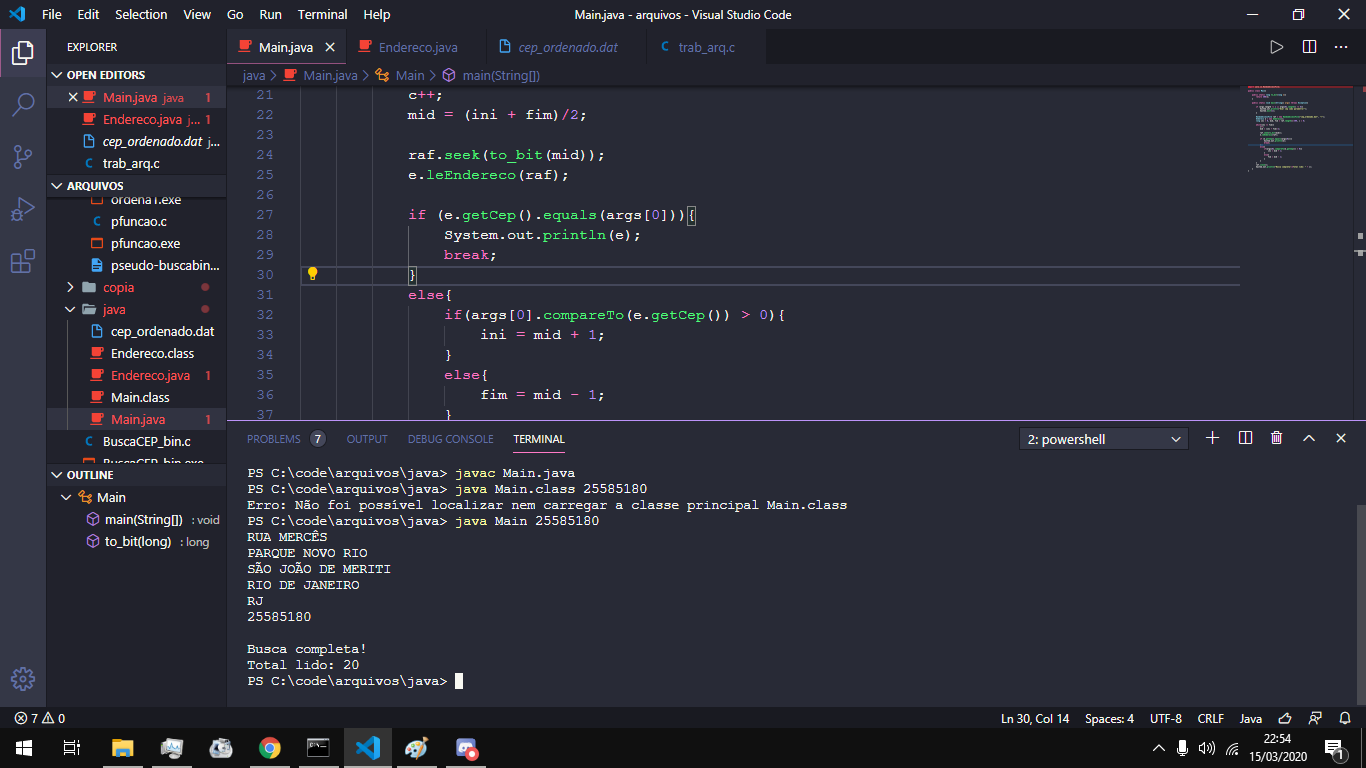 File Edit Selection View Go Run Terminal Help Main.java - arquivos - Visual Studio Code
EXPLORER
OPEN EDITORS
Main.java java 1
Endereco.java j... 1
cep_ordenado.dat j...
trab_arq.c
ARQUIVOS
ordena1.exe
pfuncao.c
pfuncao.exe
pseudo-buscabin...
copia
java
cep_ordenado.dat
Endereco.class
Endereco.java 1
Main.class
Main.java 1
BuscaCEP_bin.c
BuscaCEP_bin.exe
OUTLINE
Main
main(String[]) : void
to_bit(long) : long
Main.java Endereco.java cep_ordenado.dat trab_arq.c
java > Main.java > Main > main(String[])
21 c++;
22 mid = (ini + fim)/2;
23
24 raf.seek(to_bit(mid));
25 e.leEndereco(raf);
26
27 if (e.getCep().equals(args[0])){
28 System.out.println(e);
29 break;
30 }
31 else{
32 if(args[0].compareTo(e.getCep()) > 0){
33 ini = mid + 1;
34 }
35 else{
36 fim = mid - 1;
37 }
PROBLEMS 7 OUTPUT DEBUG CONSOLE TERMINAL 2: powershell
PS C:\code\arquivos\java> javac Main.java
PS C:\code\arquivos\java> java Main.class 25585180
Erro: Não foi possível localizar nem carregar a classe principal Main.class
PS C:\code\arquivos\java> java Main 25585180
RUA MERCÊS
PARQUE NOVO RIO
SÃO JOÃO DE MERITI
RIO DE JANEIRO
RJ
25585180
Busca completa!
Total lido: 20
PS C:\code\arquivos\java>
7 0 Ln 30, Col 14 Spaces: 4 UTF-8 CRLF Java
22:54
15/03/2020
1